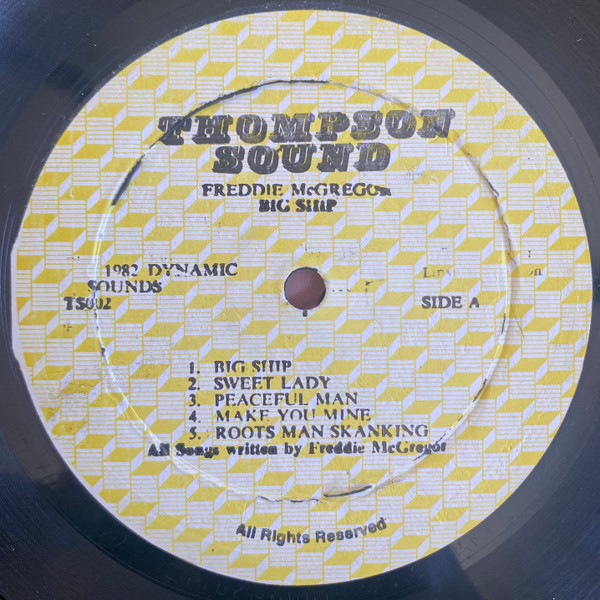 THOMPSON
SOUND
FREDDIE McGREGOR
BIG SHIP
1982 DYNAMIC
SOUNDS
TS002
SIDE A
1. BIG SHIP
2. SWEET LADY
3. PEACEFUL MAN
4. MAKE YOU MINE
5. ROOTS MAN SKANKING
All Songs written by Freddie McGregor
All Rights Reserved